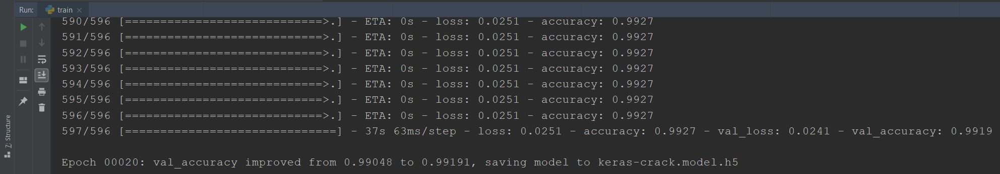 Run: train
590/596 [============================>.] - ETA: 0s - loss: 0.0251 - accuracy: 0.9927
591/596 [============================>.] - ETA: 0s - loss: 0.0251 - accuracy: 0.9927
592/596 [============================>.] - ETA: 0s - loss: 0.0251 - accuracy: 0.9927
593/596 [============================>.] - ETA: 0s - loss: 0.0251 - accuracy: 0.9927
594/596 [============================>.] - ETA: 0s - loss: 0.0251 - accuracy: 0.9927
595/596 [============================>.] - ETA: 0s - loss: 0.0251 - accuracy: 0.9927
596/596 [============================>.] - ETA: 0s - loss: 0.0251 - accuracy: 0.9927
597/596 [==============================] - 37s 63ms/step - loss: 0.0251 - accuracy: 0.9927 - val_loss: 0.0241 - val_accuracy: 0.9919
Epoch 00020: val_accuracy improved from 0.99048 to 0.99191, saving model to keras-crack.model.h5
7: Structure